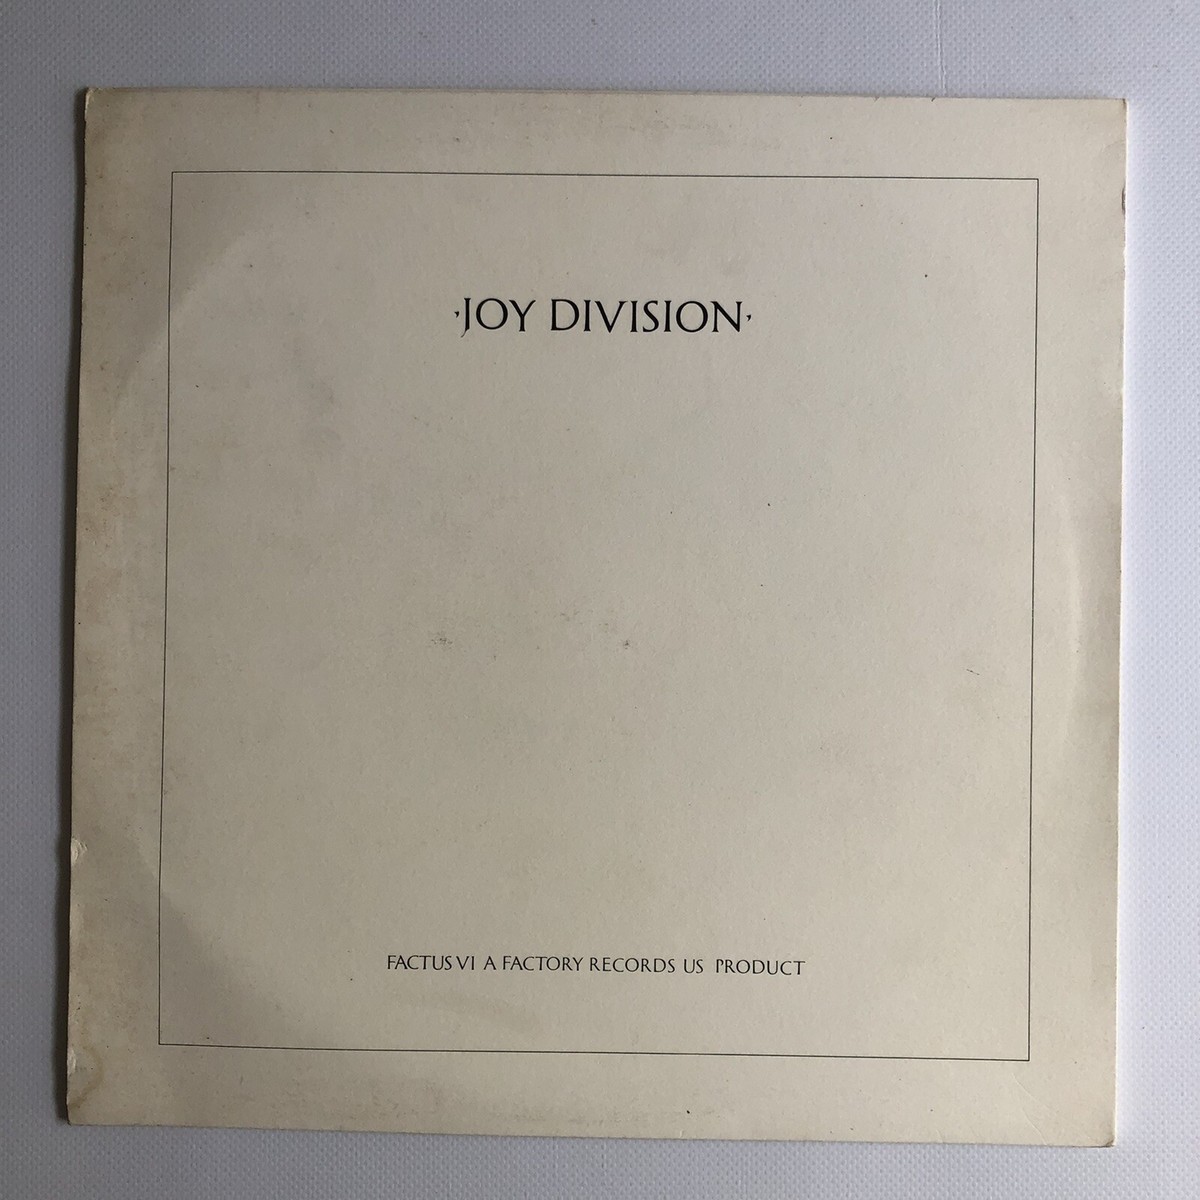 ·JOY DIVISION·
FACTUS VI A FACTORY RECORDS US PRODUCT